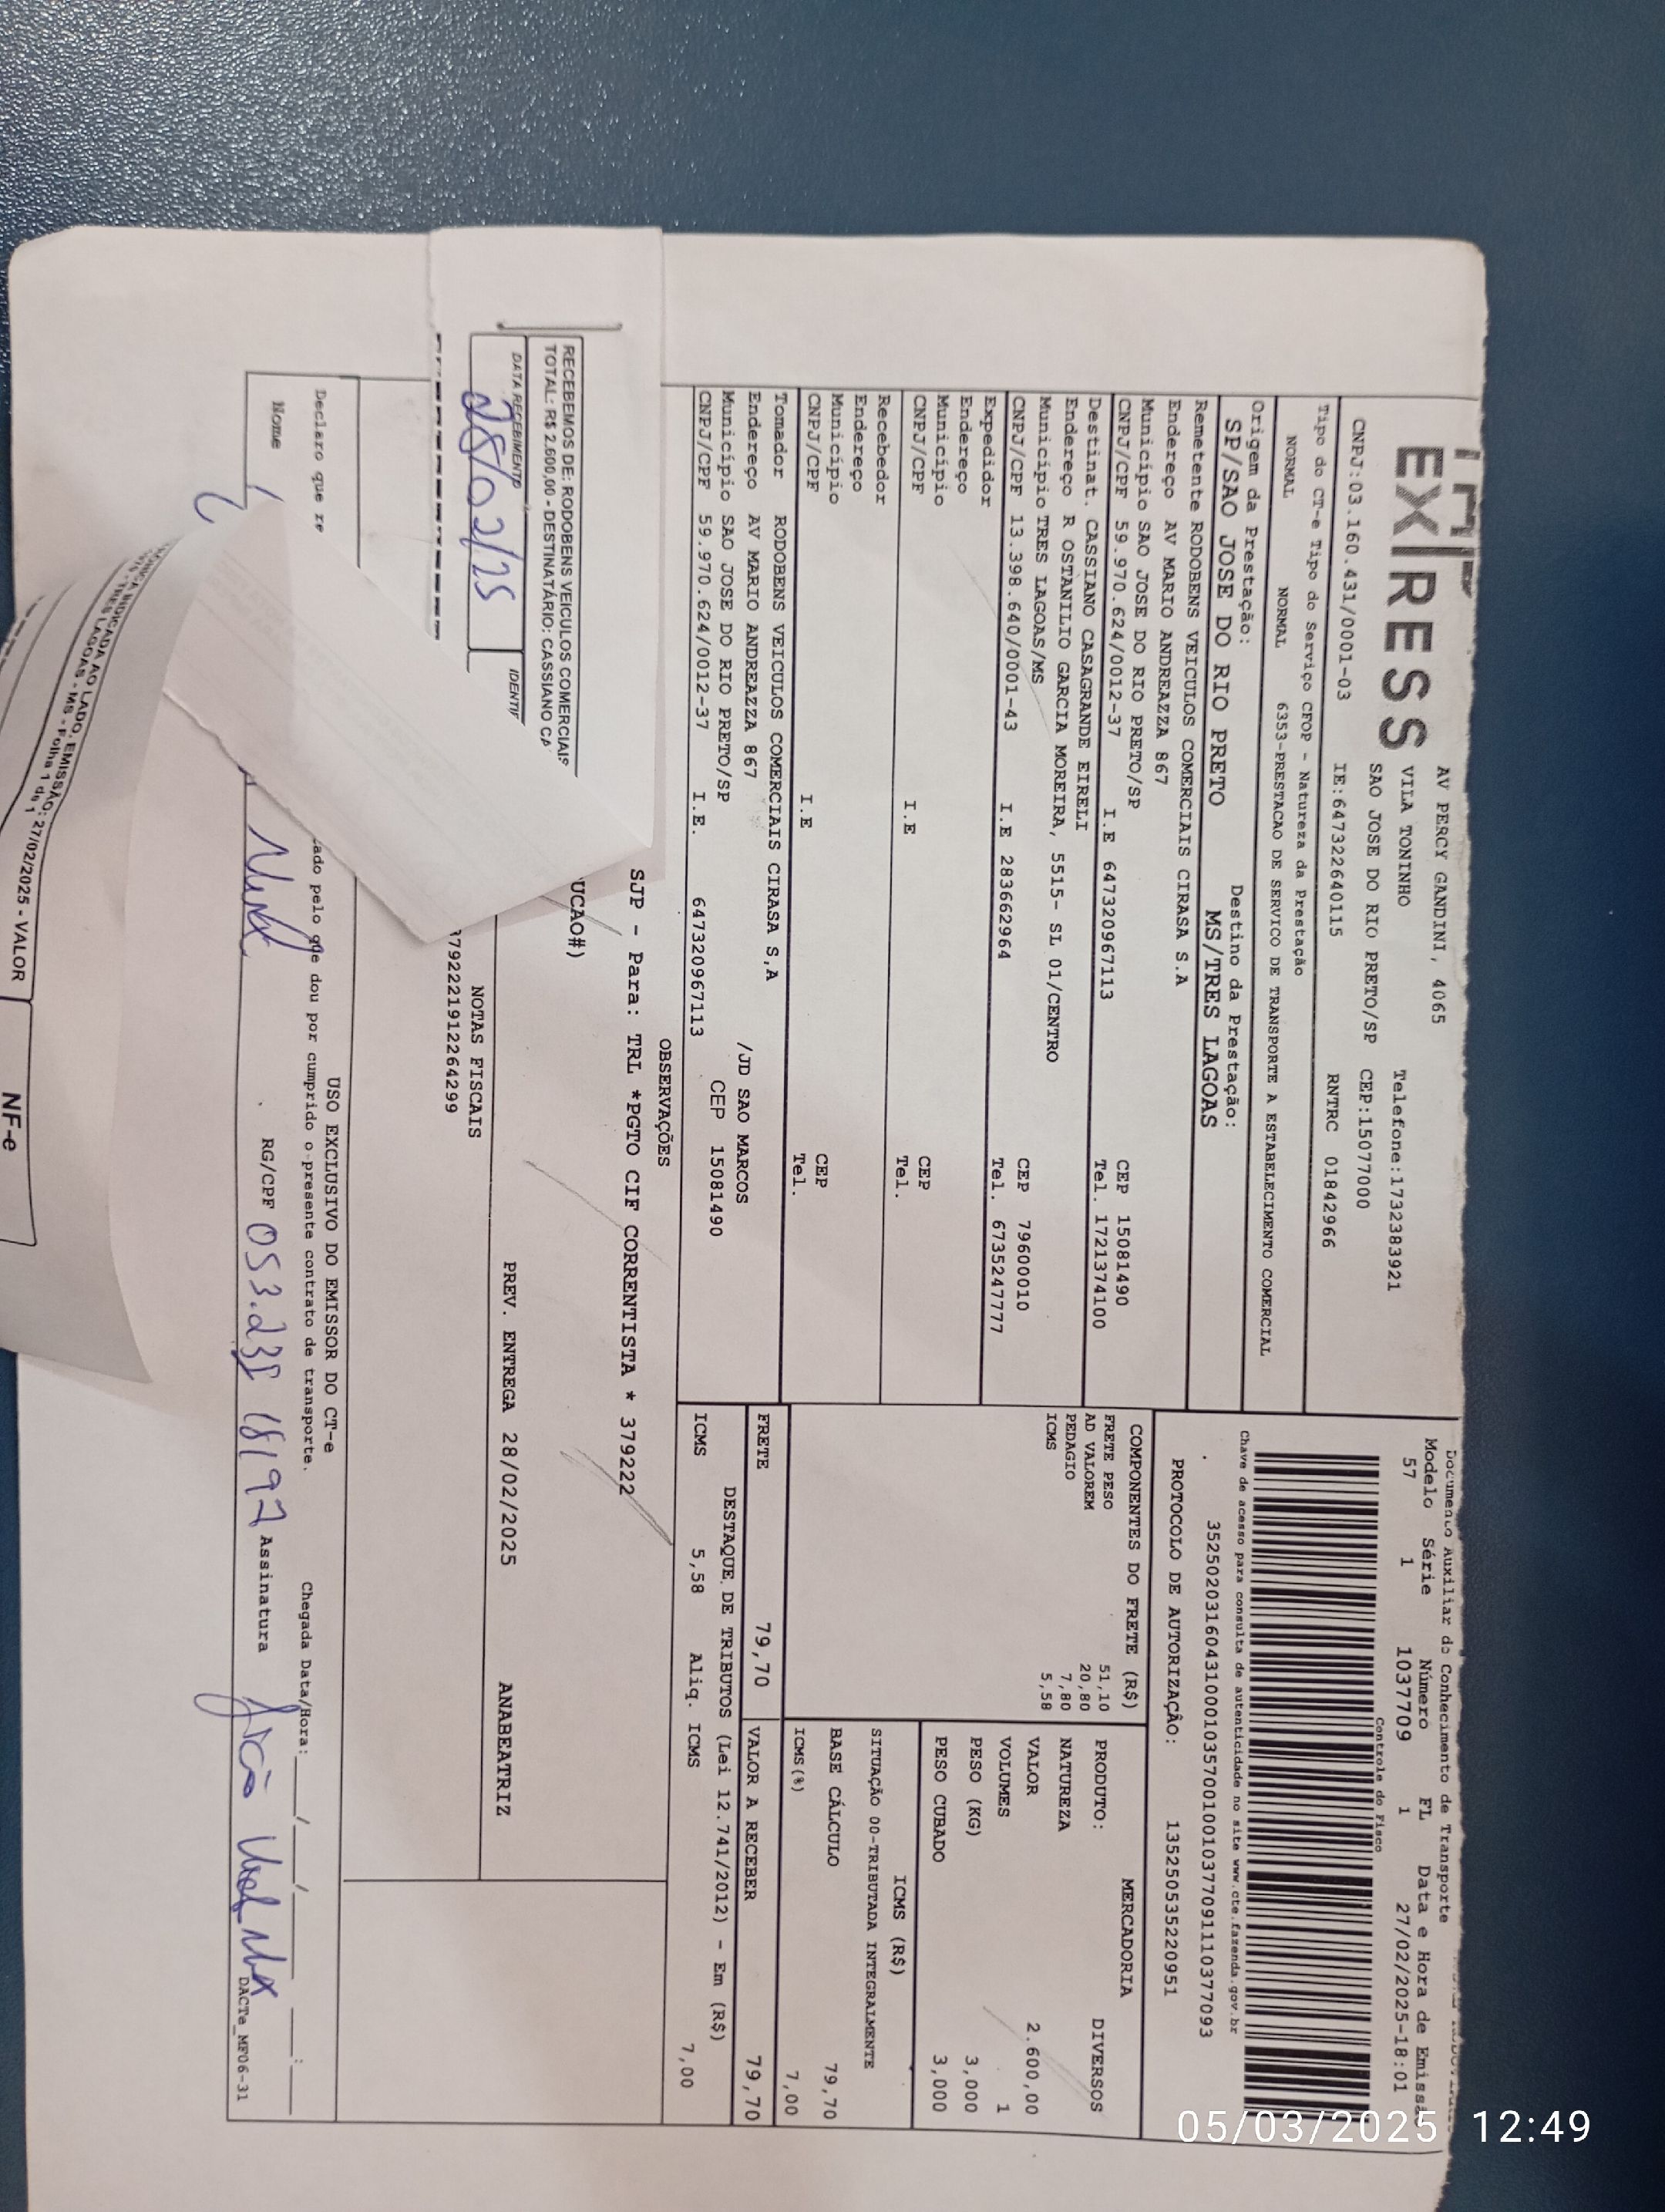 EXPRESS
AV PERCY GANDINI, 4065
VILA TONINHO Telefone:1732383921
SAO JOSE DO RIO PRETO/SP CEP:15077000
CNPJ:03.160.431/0001-03 IE:647322640115 RNTRC 01842966
Tipo do CT-e Tipo do Serviço CFOP - Natureza da Prestação
NORMAL NORMAL 6353-PRESTACAO DE SERVICO DE TRANSPORTE A ESTABELECIMENTO COMERCIAL
Origem da Prestação: Destino da Prestação:
SP/SAO JOSE DO RIO PRETO MS/TRES LAGOAS
Remetente RODOBENS VEICULOS COMERCIAIS CIRASA S.A
Endereço AV MARIO ANDREAZZA 867
Município SAO JOSE DO RIO PRETO/SP CEP 15081490
CNPJ/CPF 59.970.624/0012-37 I.E 647320967113 Tel. 1721374100
Destinat. CASSIANO CASAGRANDE EIRELI
Endereço R OSTANILIO GARCIA MOREIRA, 5515- SL 01/CENTRO
Município TRES LAGOAS/MS CEP 79600010
CNPJ/CPF 13.398.640/0001-43 I.E 283662964 Tel. 6735247777
Expedidor
Endereço
Município CEP
CNPJ/CPF I.E Tel.
Recebedor
Endereço
Município CEP
CNPJ/CPF I.E Tel.
Tomador RODOBENS VEICULOS COMERCIAIS CIRASA S.A
Endereço AV MARIO ANDREAZZA 867 /JD SAO MARCOS
Município SAO JOSE DO RIO PRETO/SP CEP 15081490
CNPJ/CPF 59.970.624/0012-37 I.E. 647320967113
Documento Auxiliar do Conhecimento de Transporte
Modelo Série Número FL Data e Hora de Emiss
57 1 1037709 1 27/02/2025-18:01
Controle do Fisco
Chave de acesso para consulta de autenticidade no site www.cte.fazenda.gov.br
35250203160431000103570010010377091110377093
PROTOCOLO DE AUTORIZAÇÃO: 135250535220951
COMPONENTES DO FRETE (R$)
FRETE PESO 51,10
AD VALOREM 20,80
PEDAGIO 7,80
ICMS 5,58
MERCADORIA
PRODUTO: DIVERSOS
NATUREZA
VALOR 2.600,00
VOLUMES 1
PESO (KG) 3,000
PESO CUBADO 3,000
ICMS (R$)
SITUAÇÃO 00-TRIBUTADA INTEGRALMENTE
BASE CÁLCULO 79,70
ICMS(%) 7,00
FRETE 79,70 VALOR A RECEBER 79,70
DESTAQUE DE TRIBUTOS (Lei 12.741/2012) - Em (R$)
ICMS 5,58 Aliq. ICMS 7,00
OBSERVAÇÕES
SJP - Para: TRL *PGTO CIF CORRENTISTA * 379222
UCAO#)
PREV. ENTREGA 28/02/2025 ANABEATRIZ
NOTAS FISCAIS
3792221912264299
RECEBEMOS DE: RODOBENS VEICULOS COMERCIAIS
TOTAL: R$ 2.600,00 - DESTINATÁRIO: CASSIANO CA
DATA RECEBIMENTO IDENTIF
28/02/25
USO EXCLUSIVO DO EMISSOR DO CT-e
Declaro que re cado pelo que dou por cumprido o presente contrato de transporte. Chegada Data/Hora: / / :
Nome RG/CPF 053.231 181 97 Assinatura
DACTe_MF06-31
INDICADA AO LADO. EMISSÃO: 27/02/2025 - VALOR
LAGOAS - MS - Folha 1 de 1
NF-e
05/03/2025 12:49